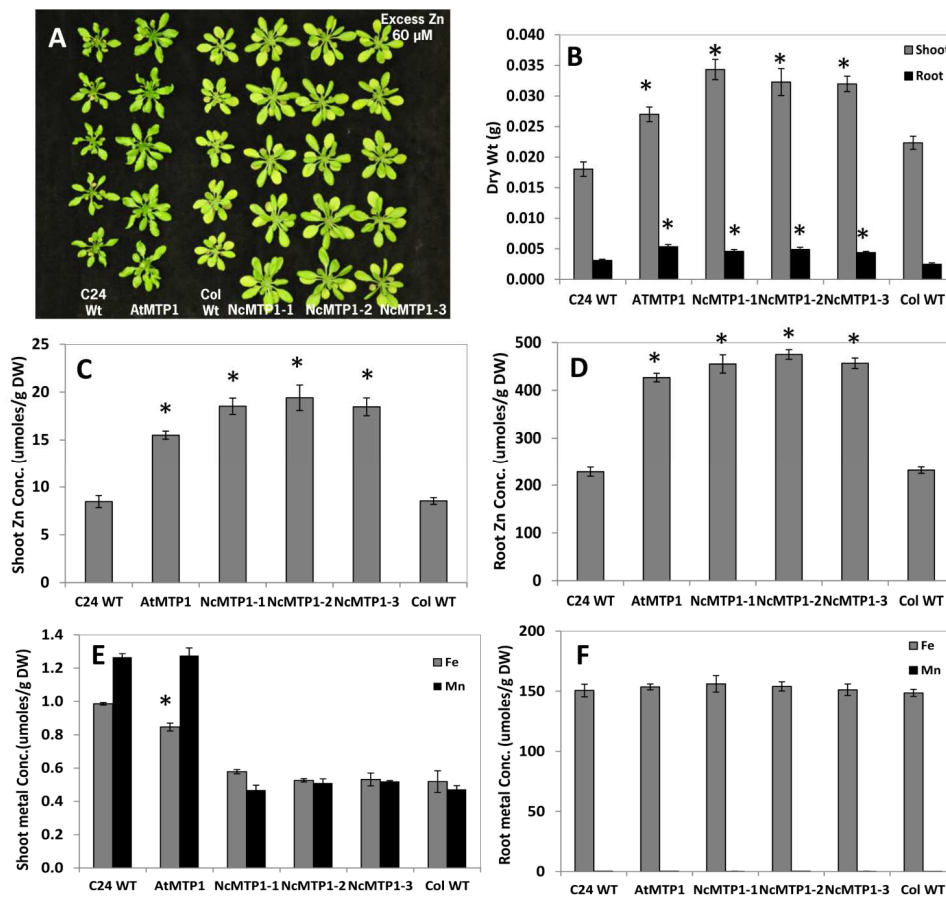 A
Excess Zn
60 µM
C24
Wt
AtMTP1
Col
Wt
NcMTP1-1
NcMTP1-2
NcMTP1-3
B
Shoot
Root
Dry Wt (g)
0.040
0.035
0.030
0.025
0.020
0.015
0.010
0.005
0.000
* * * * *
* * * *
C24 WT ATMTP1 NcMTP1-1 NcMTP1-2 NcMTP1-3 Col WT
C
Shoot Zn Conc. (umoles/g DW)
25
20
15
10
5
0
* * * *
C24 WT AtMTP1 NcMTP1-1 NcMTP1-2 NcMTP1-3 Col WT
D
Root Zn Conc. (umoles/g DW)
500
400
300
200
100
0
* * * *
C24 WT AtMTP1 NcMTP1-1 NcMTP1-2 NcMTP1-3 Col WT
E
Fe
Mn
Shoot metal Conc.(umoles/g DW)
1.4
1.2
1.0
0.8
0.6
0.4
0.2
0.0
*
C24 WT AtMTP1 NcMTP1-1 NcMTP1-2 NcMTP1-3 Col WT
F
Fe
Mn
Root metal Conc. (umoles/g DW)
200
150
100
50
0
C24 WT AtMTP1 NcMTP1-1 NcMTP1-2 NcMTP1-3 Col WT